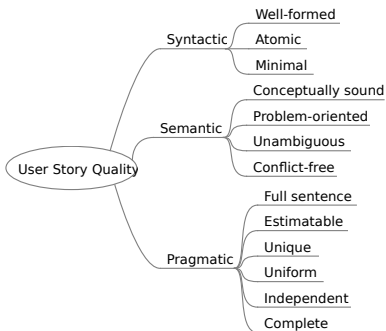 User Story Quality
Syntactic
Well-formed
Atomic
Minimal
Semantic
Conceptually sound
Problem-oriented
Unambiguous
Conflict-free
Pragmatic
Full sentence
Estimatable
Unique
Uniform
Independent
Complete